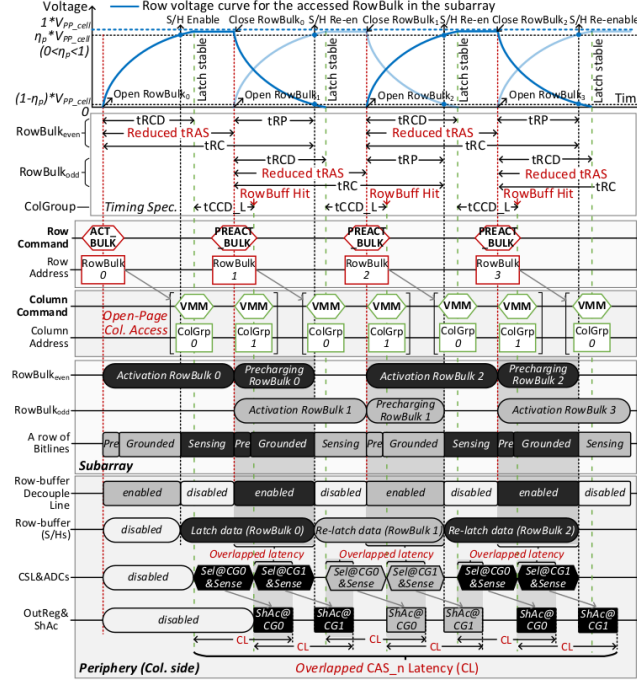 Voltage
Row voltage curve for the accessed RowBulk in the subarray
1*VPP_cell
S/H Enable
Close RowBulk0
S/H Re-en
Close RowBulk1
S/H Re-en
Close RowBulk2
S/H Re-enable
ηp*VPP_cell
(0<ηp<1)
Latch stable
Latch stable
Latch stable
Latch stable
(1-ηp)*VPP_cell
Open RowBulk0
Open RowBulk1
Open RowBulk2
Open RowBulk3
Tim
0
RowBulkeven
tRCD
tRP
tRCD
tRP
Reduced tRAS
Reduced tRAS
tRC
tRC
RowBulkodd
tRCD
tRP
tRCD
Reduced tRAS
tRC
tRC
RowBuff Hit
RowBuff Hit
RowBuff Hit
ColGroup
Timing Spec.
tCCD_L
tCCD_L
tCCD_L
Row
Command
ACT_
BULK
PREACT
_BULK
PREACT
_BULK
PREACT
_BULK
Row
Address
RowBulk
0
RowBulk
1
RowBulk
2
RowBulk
3
Column
Command
VMM
VMM
VMM
VMM
VMM
VMM
VMM
Open-Page
Col. Access
Column
Address
ColGrp
0
ColGrp
1
ColGrp
0
ColGrp
1
ColGrp
0
ColGrp
1
ColGrp
0
RowBulkeven
Activation RowBulk 0
Precharging
RowBulk 0
Activation RowBulk 2
Precharging
RowBulk 2
RowBulkodd
Activation RowBulk 1
Precharging
RowBulk 1
Activation RowBulk 3
A row of
Bitlines
Pre
Grounded
Sensing
Pre
Grounded
Sensing
Pre
Grounded
Sensing
Pre
Grounded
Sensing
Subarray
Row-buffer
Decouple
Line
enabled
disabled
enabled
disabled
enabled
disabled
enabled
disabled
Row-buffer
(S/Hs)
disabled
Latch data (RowBulk 0)
Re-latch data (RowBulk 1)
Re-latch data (RowBulk 2)
Overlapped latency
Overlapped latency
Overlapped latency
CSL&ADCs
disabled
Sel@CG0
&Sense
Sel@CG1
&Sense
Sel@CG0
&Sense
Sel@CG1
&Sense
Sel@CG0
&Sense
Sel@CG1
&Sense
OutReg&
ShAc
disabled
ShAc@
CG0
ShAc@
CG1
ShAc@
CG0
ShAc@
CG1
ShAc@
CG0
ShAc@
CG1
CL
CL
CL
CL
CL
CL
Periphery (Col. side)
Overlapped CAS_n Latency (CL)